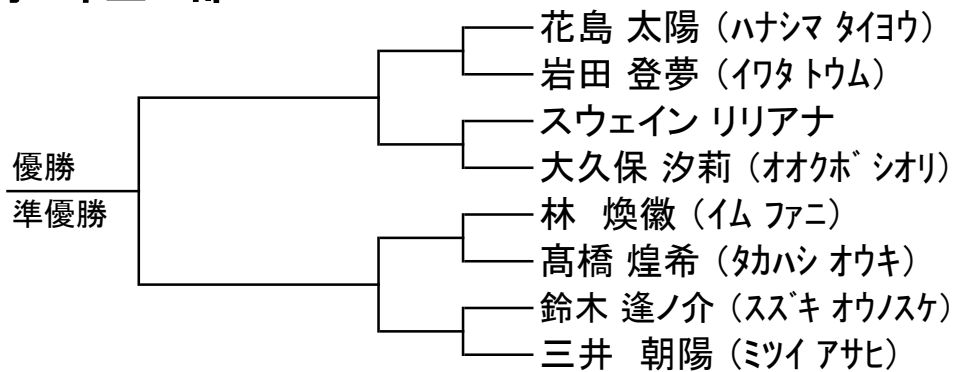 花島 太陽 (ハナシマ タイヨウ)
岩田 登夢 (イワタ トウム)
スウェイン リリアナ
大久保 汐莉 (オオクボ シオリ)
優勝
準優勝
林　煥徽 (イム ファニ)
髙橋 煌希 (タカハシ オウキ)
鈴木 逢ノ介 (スズキ オウノスケ)
三井　朝陽 (ミツイ アサヒ)